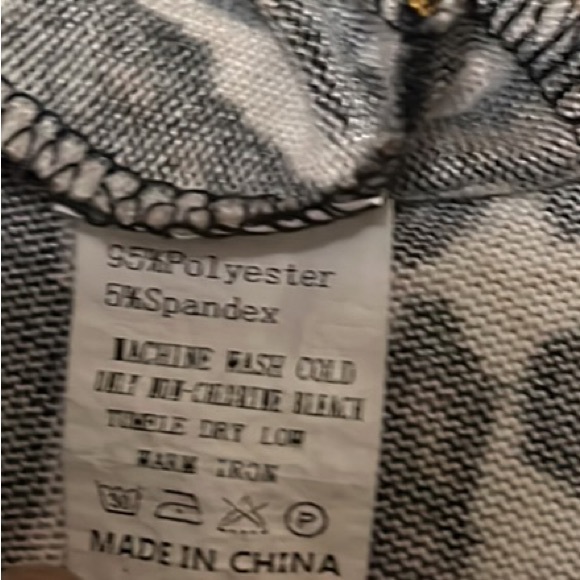 95%Polyester
5%Spandex
MACHINE WASH COLD
ONLY NON-CHLORINE BLEACH
TUMBLE DRY LOW
WARM IRON
30 P
MADE IN CHINA